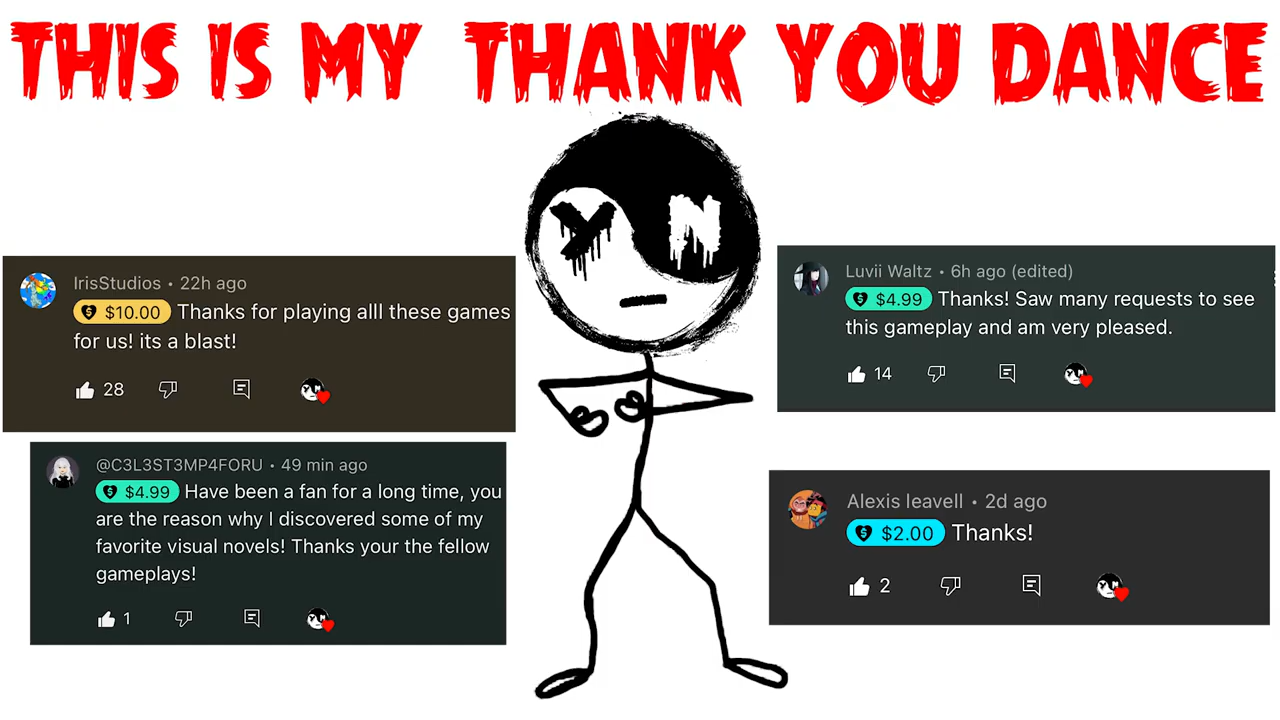 THIS IS MY THANK YOU DANCE
Y N
IrisStudios • 22h ago
$10.00 Thanks for playing alll these games
for us! its a blast!
28
Luvii Waltz • 6h ago (edited)
$4.99 Thanks! Saw many requests to see
this gameplay and am very pleased.
14
@C3L3ST3MP4FORU • 49 min ago
$4.99 Have been a fan for a long time, you
are the reason why I discovered some of my
favorite visual novels! Thanks your the fellow
gameplays!
1
Alexis leavell • 2d ago
$2.00 Thanks!
2